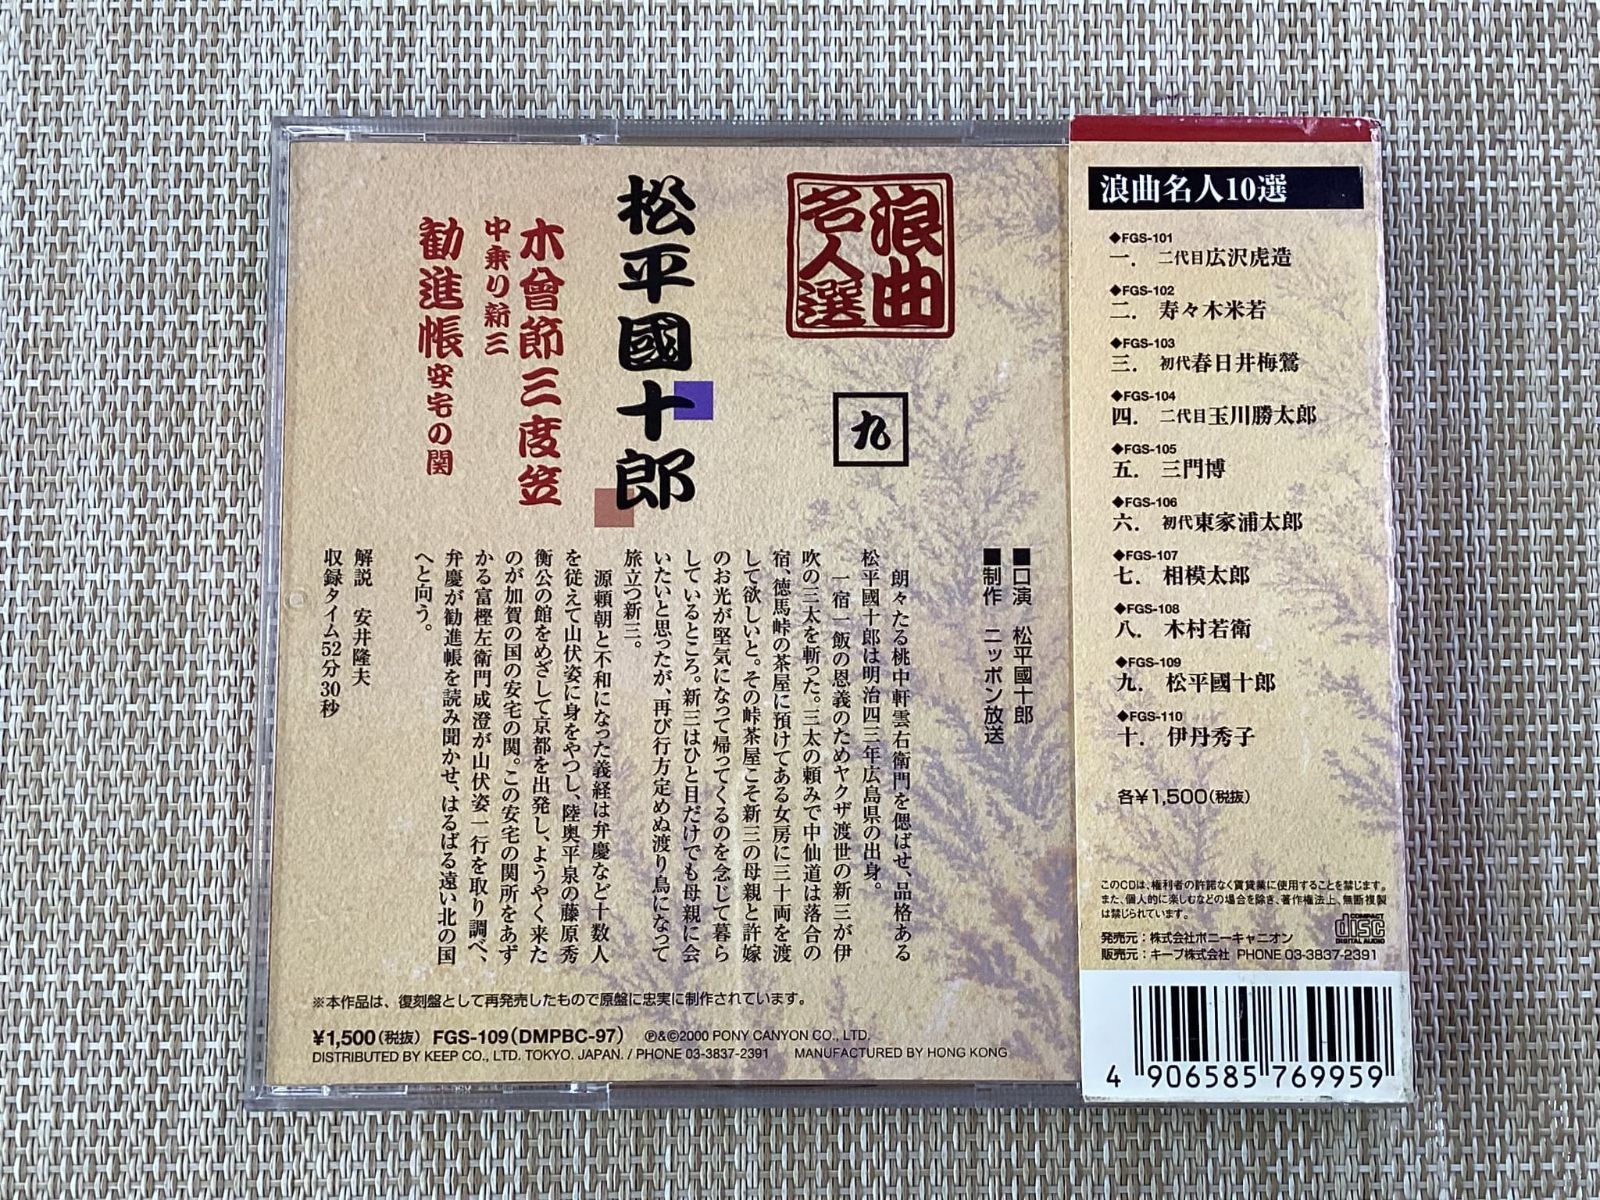 浪曲
名人選
九
松平國十郎
木曾節三度笠
中乗り新三
勧進帳 安宅の関
■口演　松平國十郎
■制作　ニッポン放送
朗々たる桃中軒雲右衛門を偲ばせ、品格ある
松平國十郎は明治四三年広島県の出身。
一宿一飯の恩義のためヤクザ渡世の新三が伊
吹の三太を斬った。三太の頼みで中仙道は落合の
宿、徳馬峠の茶屋に預けてある女房に三十両を渡
して欲しいと。その峠茶屋こそ新三の母親と許嫁
のお光が堅気になって帰ってくるのを念じて暮ら
しているところ。新三はひと目だけでも母親に会
いたいと思ったが、再び行方定めぬ渡り鳥になって
旅立つ新三。
源頼朝と不和になった義経は弁慶など十数人
を従えて山伏姿に身をやつし、陸奥平泉の藤原秀
衡公の館をめざして京都を出発し、ようやく来た
のが加賀の国の安宅の関。この安宅の関所をあず
かる富樫左衛門成澄が山伏姿一行を取り調べ、
弁慶が勧進帳を読み聞かせ、はるばる遠い北の国
へと向う。
解説　安井隆夫
収録タイム52分30秒
※本作品は、復刻盤として再発売したもので原盤に忠実に制作されています。
¥1,500(税抜) FGS-109(DMPBC-97) ℗&©2000 PONY CANYON CO., LTD.
DISTRIBUTED BY KEEP CO., LTD. TOKYO. JAPAN. / PHONE 03-3837-2391 MANUFACTURED BY HONG KONG
浪曲名人10選
◆FGS-101
一. 二代目広沢虎造
◆FGS-102
二. 寿々木米若
◆FGS-103
三. 初代春日井梅鶯
◆FGS-104
四. 二代目玉川勝太郎
◆FGS-105
五. 三門博
◆FGS-106
六. 初代東家浦太郎
◆FGS-107
七. 相模太郎
◆FGS-108
八. 木村若衛
◆FGS-109
九. 松平國十郎
◆FGS-110
十. 伊丹秀子
各¥1,500(税抜)
このCDは、権利者の許諾なく賃貸業に使用することを禁じます。
また、個人的に楽しむなどの場合を除き、著作権法上、無断複製
は禁じられています。
COMPACT
disc
DIGITAL AUDIO
発売元：株式会社ポニーキャニオン
販売元：キープ株式会社 PHONE 03-3837-2391
4 906585 769959